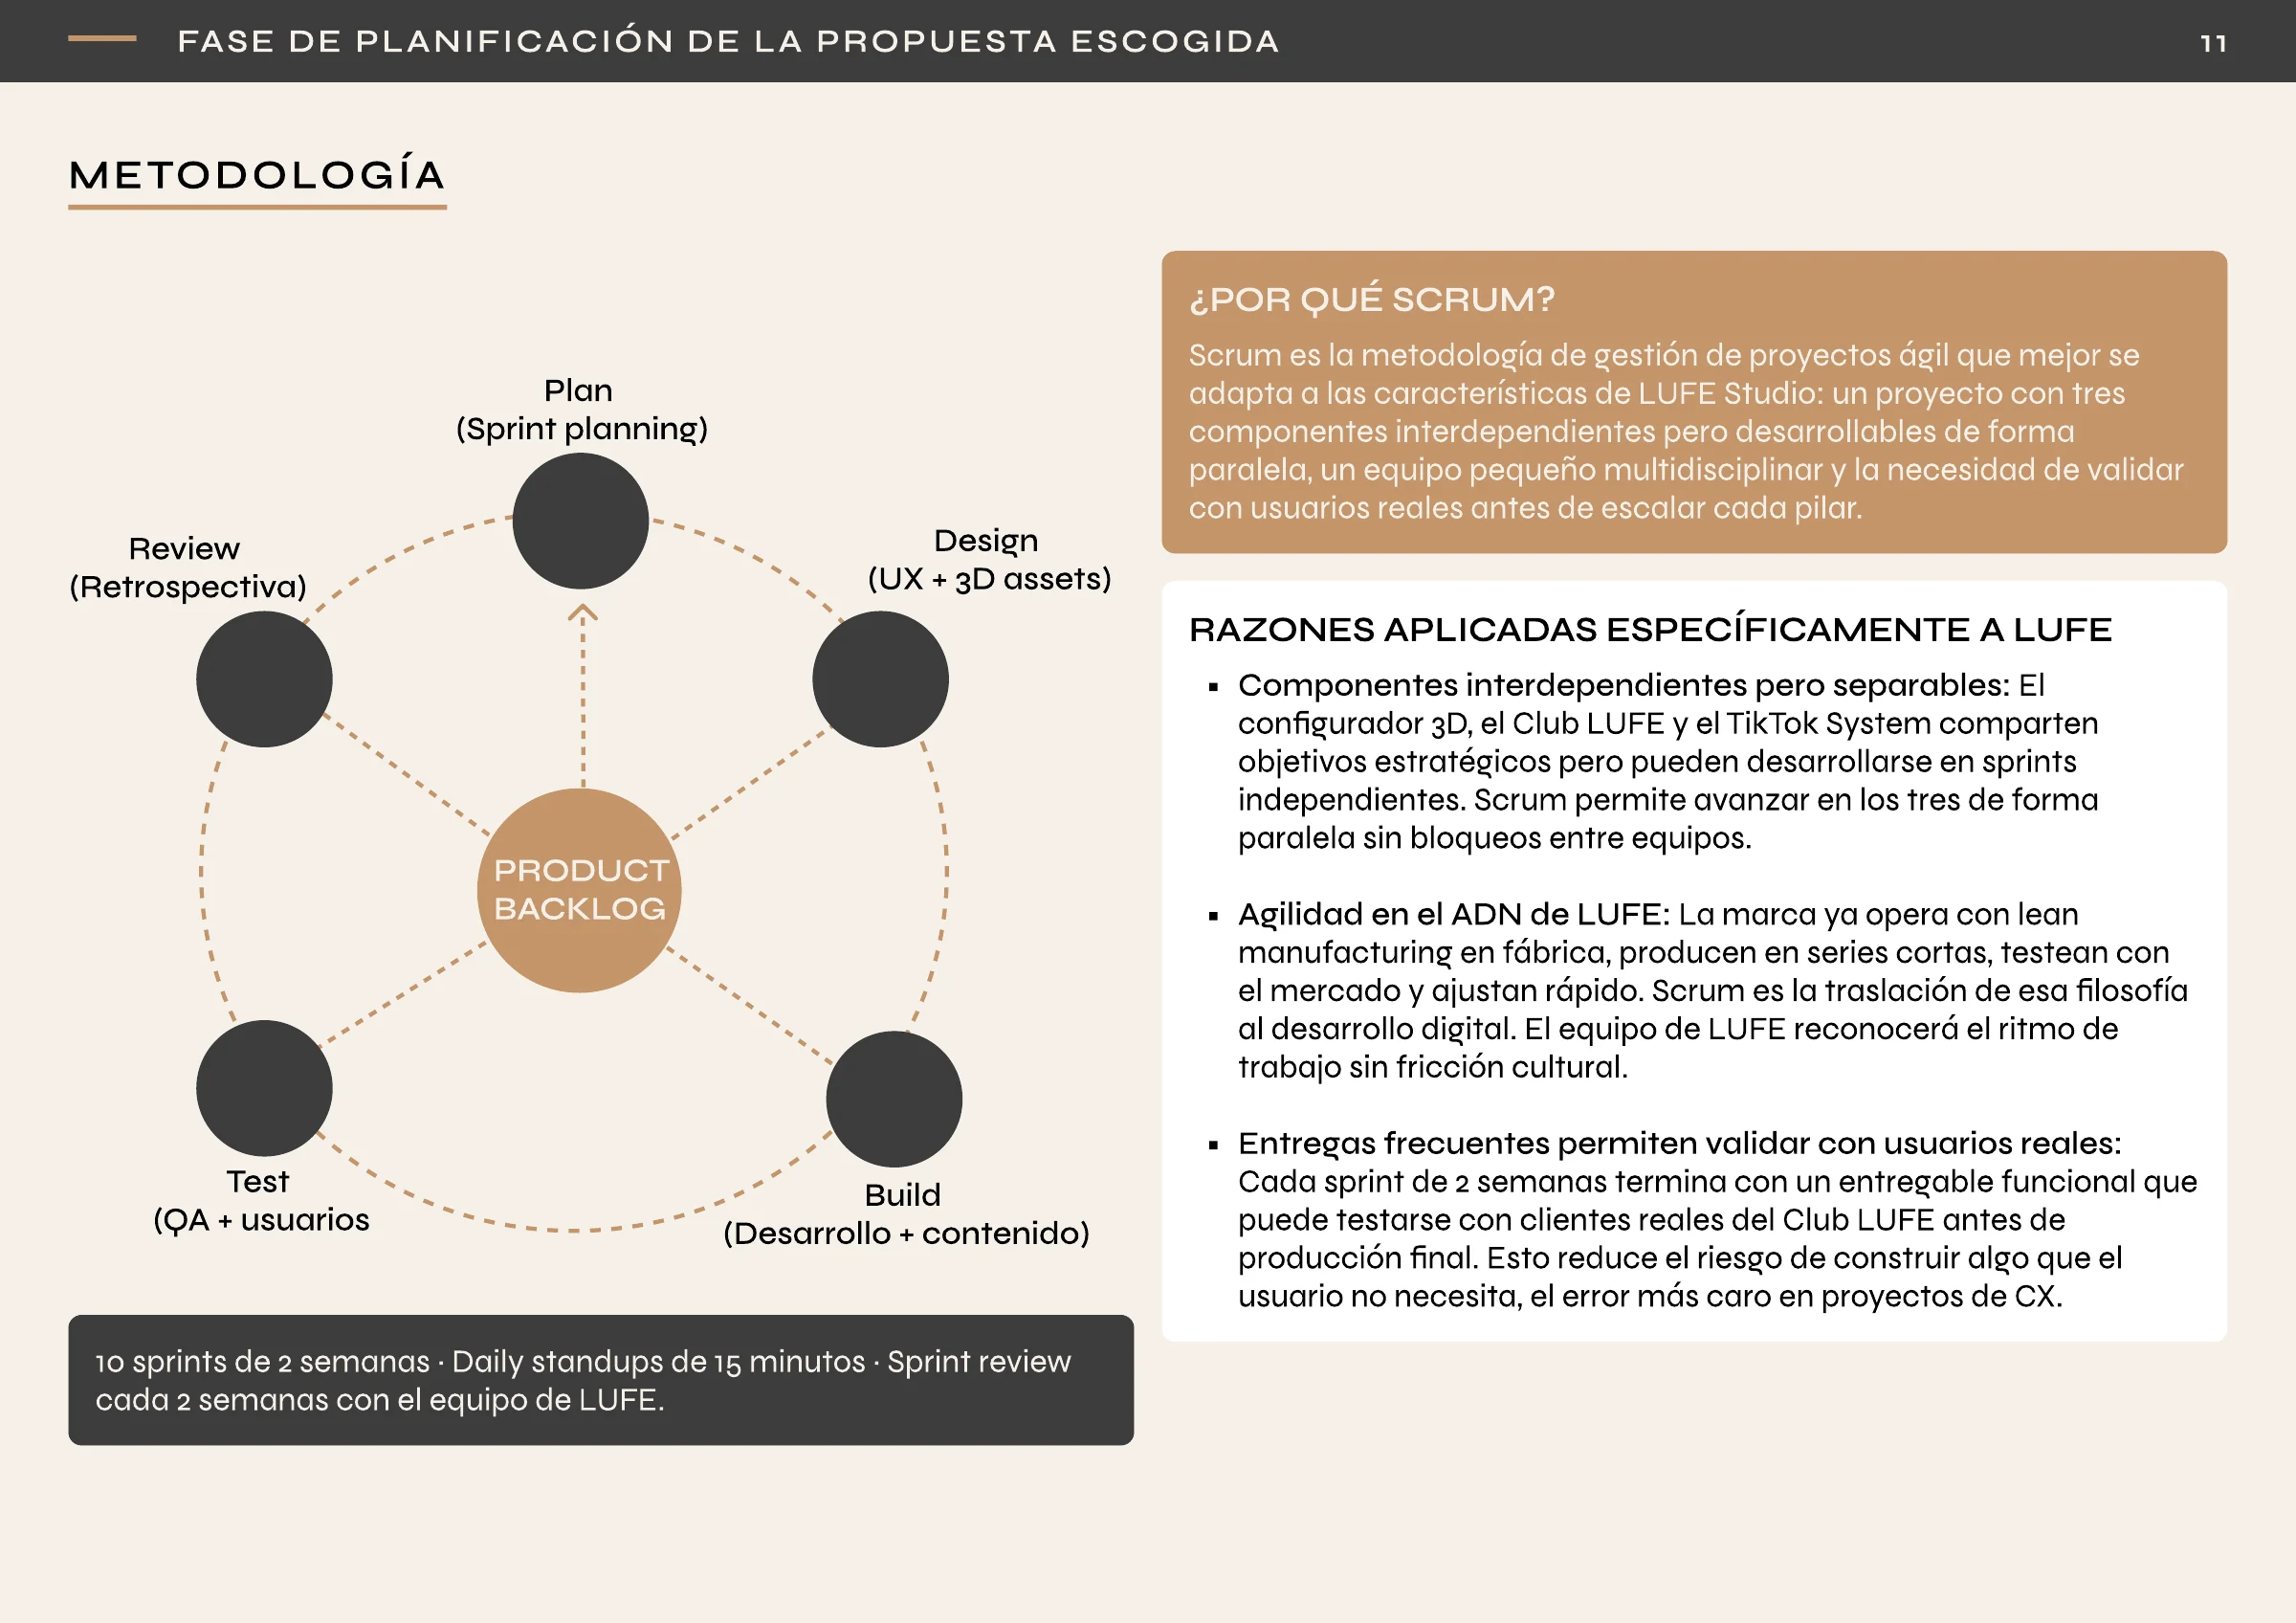 FASE DE PLANIFICACIÓN DE LA PROPUESTA ESCOGIDA
11
METODOLOGÍA
Plan
(Sprint planning)
Review
(Retrospectiva)
Design
(UX + 3D assets)
PRODUCT
BACKLOG
Test
(QA + usuarios
Build
(Desarrollo + contenido)
10 sprints de 2 semanas · Daily standups de 15 minutos · Sprint review
cada 2 semanas con el equipo de LUFE.
¿POR QUÉ SCRUM?
Scrum es la metodología de gestión de proyectos ágil que mejor se
adapta a las características de LUFE Studio: un proyecto con tres
componentes interdependientes pero desarrollables de forma
paralela, un equipo pequeño multidisciplinar y la necesidad de validar
con usuarios reales antes de escalar cada pilar.
RAZONES APLICADAS ESPECÍFICAMENTE A LUFE
▪ Componentes interdependientes pero separables: El
configurador 3D, el Club LUFE y el TikTok System comparten
objetivos estratégicos pero pueden desarrollarse en sprints
independientes. Scrum permite avanzar en los tres de forma
paralela sin bloqueos entre equipos.
▪ Agilidad en el ADN de LUFE: La marca ya opera con lean
manufacturing en fábrica, producen en series cortas, testean con
el mercado y ajustan rápido. Scrum es la traslación de esa filosofía
al desarrollo digital. El equipo de LUFE reconocerá el ritmo de
trabajo sin fricción cultural.
▪ Entregas frecuentes permiten validar con usuarios reales:
Cada sprint de 2 semanas termina con un entregable funcional que
puede testarse con clientes reales del Club LUFE antes de
producción final. Esto reduce el riesgo de construir algo que el
usuario no necesita, el error más caro en proyectos de CX.